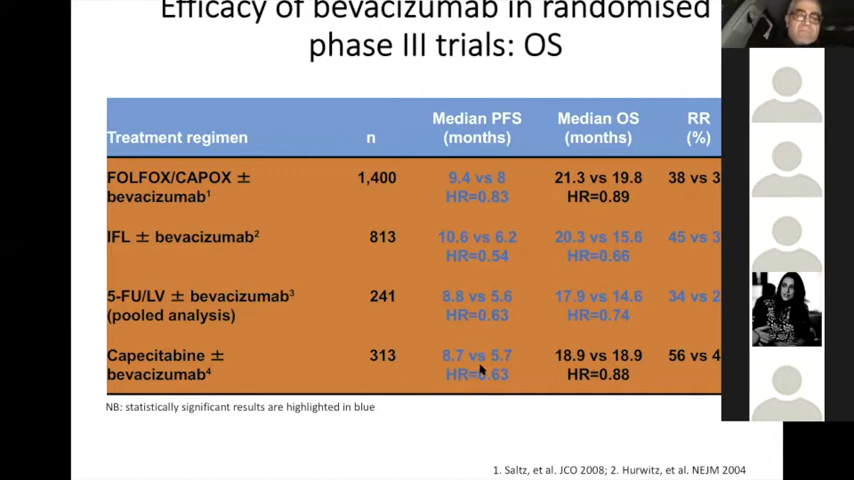 Efficacy of bevacizumab in randomised
phase III trials: OS
Treatment regimen n Median PFS (months) Median OS (months) RR (%)
FOLFOX/CAPOX ± bevacizumab¹ 1,400 9.4 vs 8 HR=0.83 21.3 vs 19.8 HR=0.89 38 vs 3
IFL ± bevacizumab² 813 10.6 vs 6.2 HR=0.54 20.3 vs 15.6 HR=0.66 45 vs 3
5-FU/LV ± bevacizumab³ (pooled analysis) 241 8.8 vs 5.6 HR=0.63 17.9 vs 14.6 HR=0.74 34 vs 2
Capecitabine ± bevacizumab⁴ 313 8.7 vs 5.7 HR=0.63 18.9 vs 18.9 HR=0.88 56 vs 4
NB: statistically significant results are highlighted in blue
1. Saltz, et al. JCO 2008; 2. Hurwitz, et al. NEJM 2004